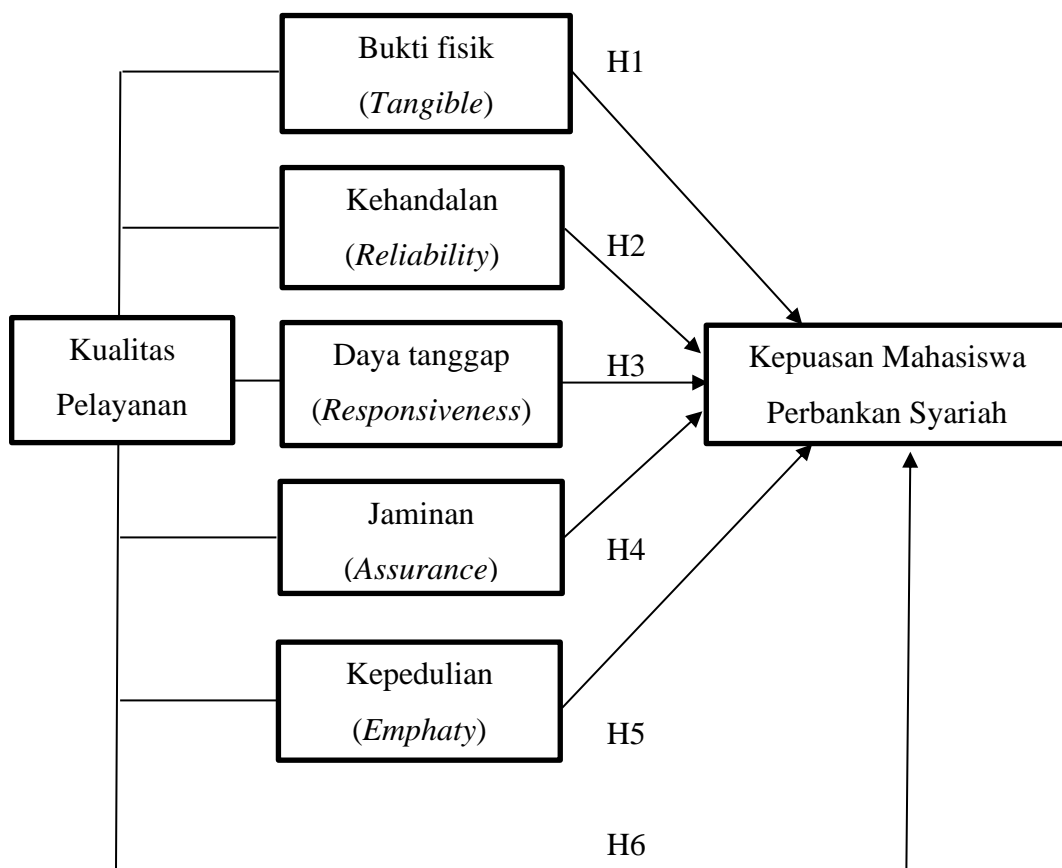 Bukti fisik
(Tangible)
H1
Kehandalan
(Reliability)
H2
Kualitas
Pelayanan
Daya tanggap
(Responsiveness)
H3
Kepuasan Mahasiswa
Perbankan Syariah
Jaminan
(Assurance)
H4
Kepedulian
(Emphaty)
H5
H6